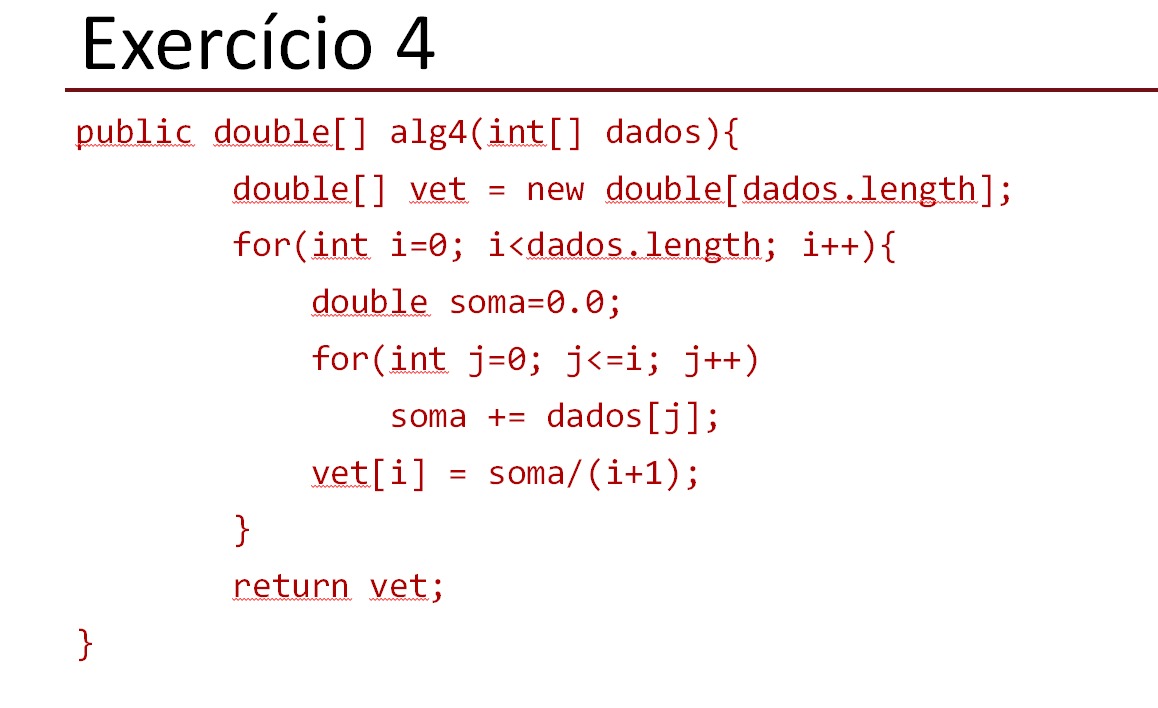 Exercício 4
public double[] alg4(int[] dados){
double[] vet = new double[dados.length];
for(int i=0; i<dados.length; i++){
double soma=0.0;
for(int j=0; j<=i; j++)
soma += dados[j];
vet[i] = soma/(i+1);
}
return vet;
}